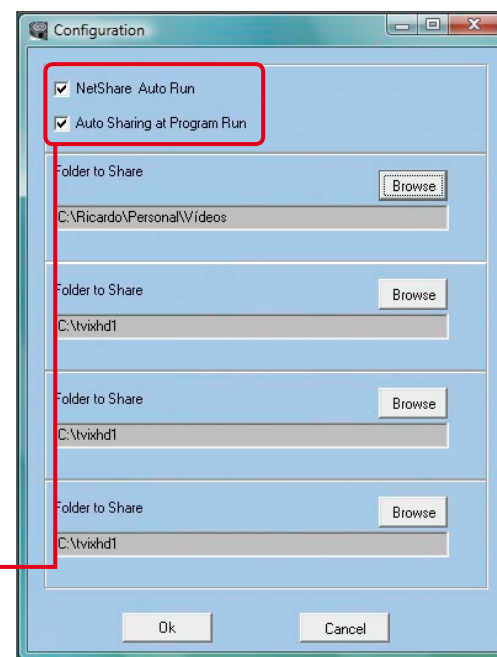 Configuration
NetShare Auto Run
Auto Sharing at Program Run
Folder to Share
Browse
C:\Ricardo\Personal\Vídeos
Folder to Share
Browse
C:\tvixhd1
Folder to Share
Browse
C:\tvixhd1
Folder to Share
Browse
C:\tvixhd1
Ok
Cancel